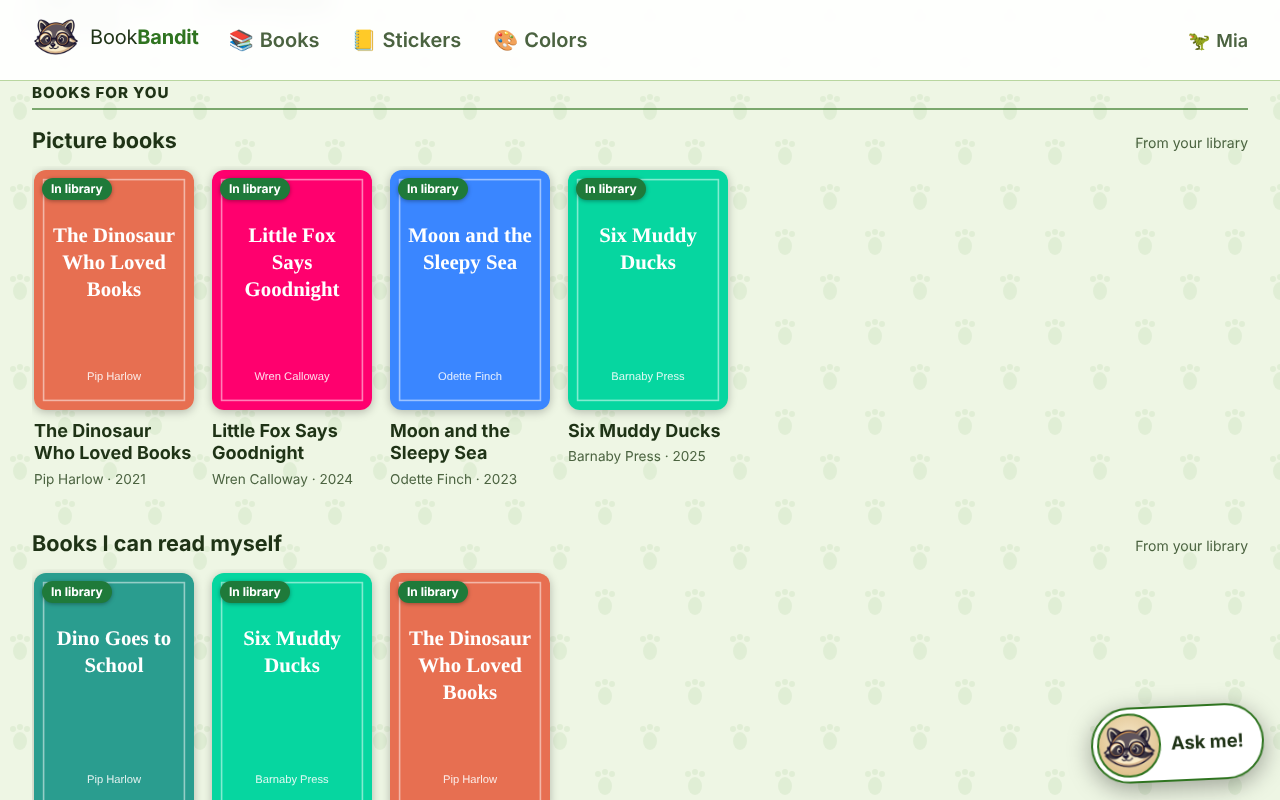 BookBandit
📚 Books
📒 Stickers
🎨 Colors
🦖 Mia
BOOKS FOR YOU
Picture books
From your library
In library
The Dinosaur
Who Loved
Books
Pip Harlow
The Dinosaur
Who Loved Books
Pip Harlow · 2021
In library
Little Fox
Says
Goodnight
Wren Calloway
Little Fox Says
Goodnight
Wren Calloway · 2024
In library
Moon and the
Sleepy Sea
Odette Finch
Moon and the
Sleepy Sea
Odette Finch · 2023
In library
Six Muddy
Ducks
Barnaby Press
Six Muddy Ducks
Barnaby Press · 2025
Books I can read myself
From your library
In library
Dino Goes to
School
Pip Harlow
In library
Six Muddy
Ducks
Barnaby Press
In library
The Dinosaur
Who Loved
Books
Pip Harlow
Ask me!